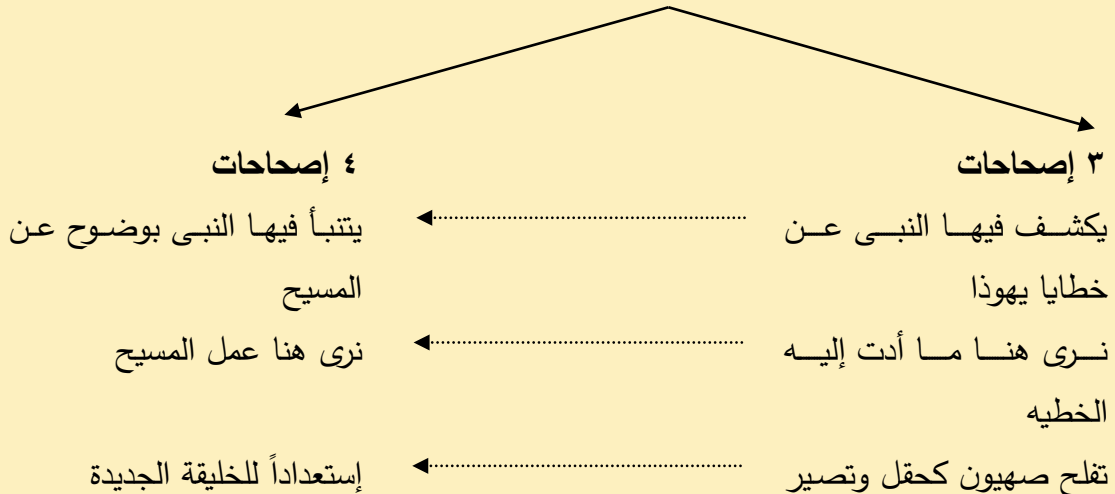 ٣ إصحاحات
٤ إصحاحات
يكشف فيها النبى عن
خطايا يهوذا
يتنبأ فيها النبى بوضوح عن
المسيح
نرى هنا ما أدت إليه
الخطيه
نرى هنا عمل المسيح
تفلح صهيون كحقل وتصير
إستعداداً للخليقة الجديدة